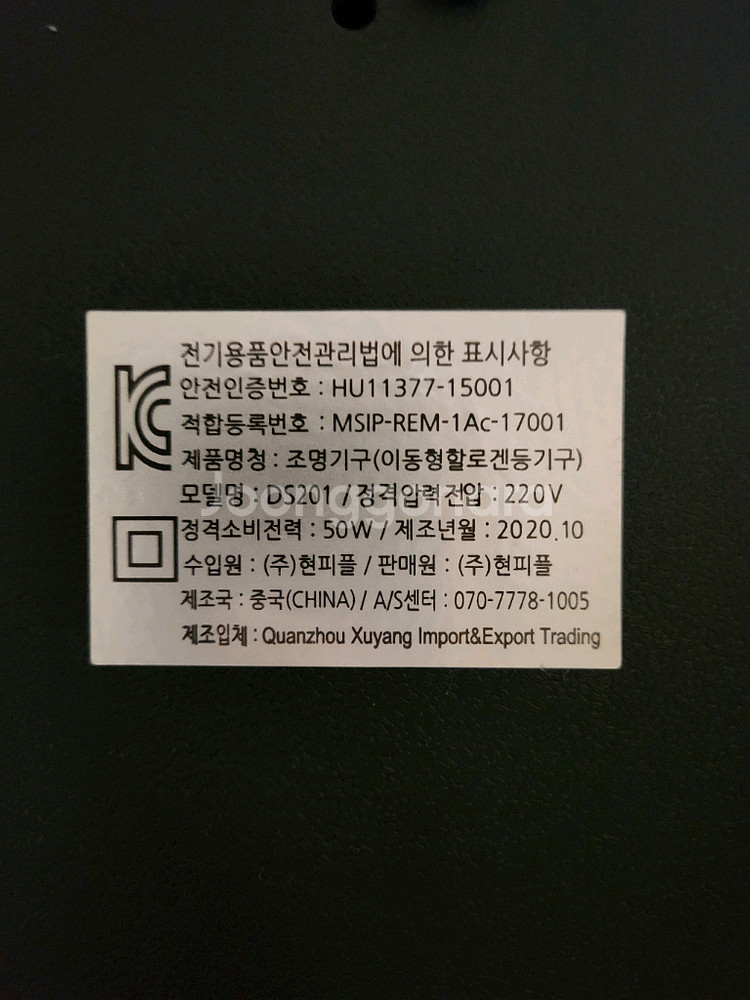 전기용품안전관리법에 의한 표시사항
안전인증번호 : HU11377-15001
적합등록번호 : MSIP-REM-1Ac-17001
제품명칭 : 조명기구(이동형할로겐등기구)
모델명 : DS201 / 정격압력전압 : 220V
정격소비전력 : 50W / 제조년월 : 2020.10
수입원 : (주)현피플 / 판매원 : (주)현피플
제조국 : 중국(CHINA) / A/S센터 : 070-7778-1005
제조입체 : Quanzhou Xuyang Import&Export Trading
Joonggonara